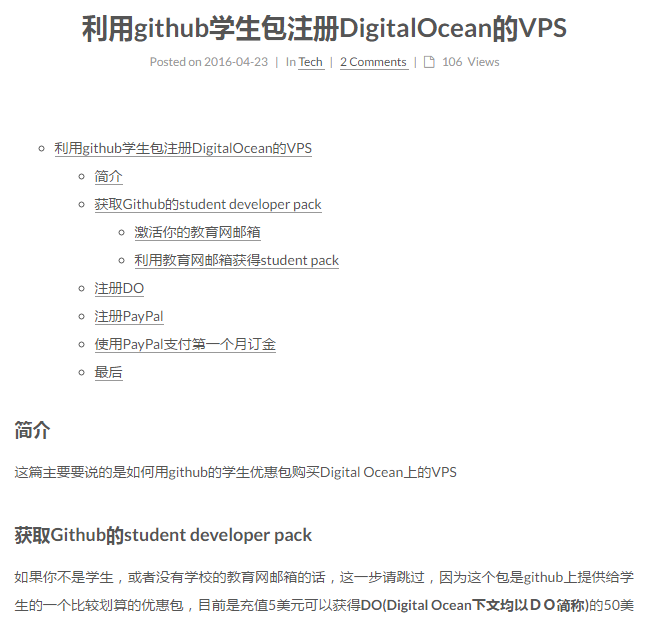 利用github学生包注册DigitalOcean的VPS
Posted on 2016-04-23 | In Tech | 2 Comments | 106 Views
利用github学生包注册DigitalOcean的VPS
简介
获取Github的student developer pack
激活你的教育网邮箱
利用教育网邮箱获得student pack
注册DO
注册PayPal
使用PayPal支付第一个月订金
最后
简介
这篇主要要说的是如何用github的学生优惠包购买Digital Ocean上的VPS
获取Github的student developer pack
如果你不是学生，或者没有学校的教育网邮箱的话，这一步请跳过，因为这个包是github上提供给学
生的一个比较划算的优惠包，目前是充值5美元可以获得DO(Digital Ocean下文均以ＤＯ简称)的50美